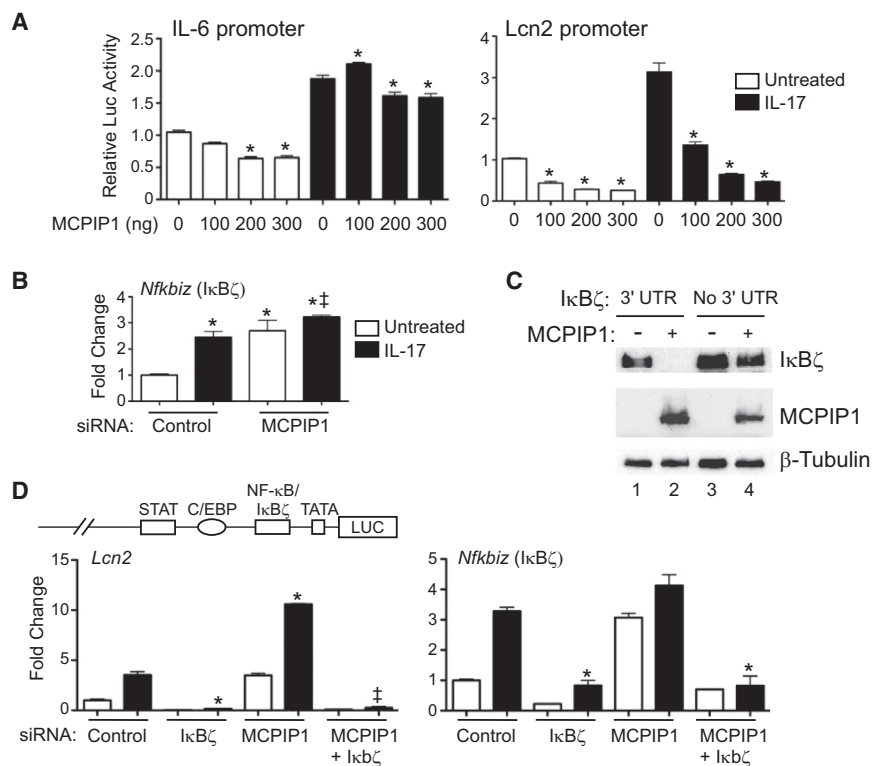 A
IL-6 promoter
Lcn2 promoter
Relative Luc Activity
2.5
2.0
1.5
1.0
0.5
0
* * * * *
4
3
2
1
0
* * * * * *
Untreated
IL-17
MCPIP1 (ng)
0 100 200 300 0 100 200 300
0 100 200 300 0 100 200 300
B
Nfkbiz (IκBζ)
Fold Change
4
3
2
1
0
* * *‡
Untreated
IL-17
siRNA: Control MCPIP1
C
IκBζ: 3' UTR No 3' UTR
MCPIP1: - + - +
IκBζ
MCPIP1
β-Tubulin
1 2 3 4
D
STAT C/EBP NF-κB/ IκBζ TATA
LUC
Lcn2
Fold Change
15
10
5
0
* * ‡
siRNA: Control IκBζ MCPIP1 MCPIP1 + Iκbζ
Nfkbiz (IκBζ)
5
4
3
2
1
0
* *
Control IκBζ MCPIP1 MCPIP1 + Iκbζ